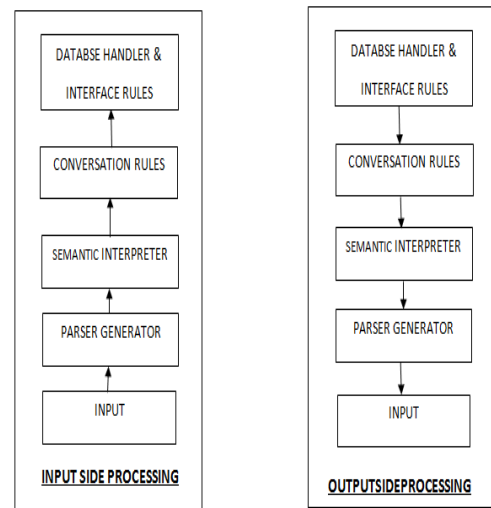 DATABSE HANDLER &
INTERFACE RULES
CONVERSATION RULES
SEMANTIC INTERPRETER
PARSER GENERATOR
INPUT
INPUT SIDE PROCESSING
DATABSE HANDLER &
INTERFACE RULES
CONVERSATION RULES
SEMANTIC INTERPRETER
PARSER GENERATOR
INPUT
OUTPUTSIDEPROCESSING